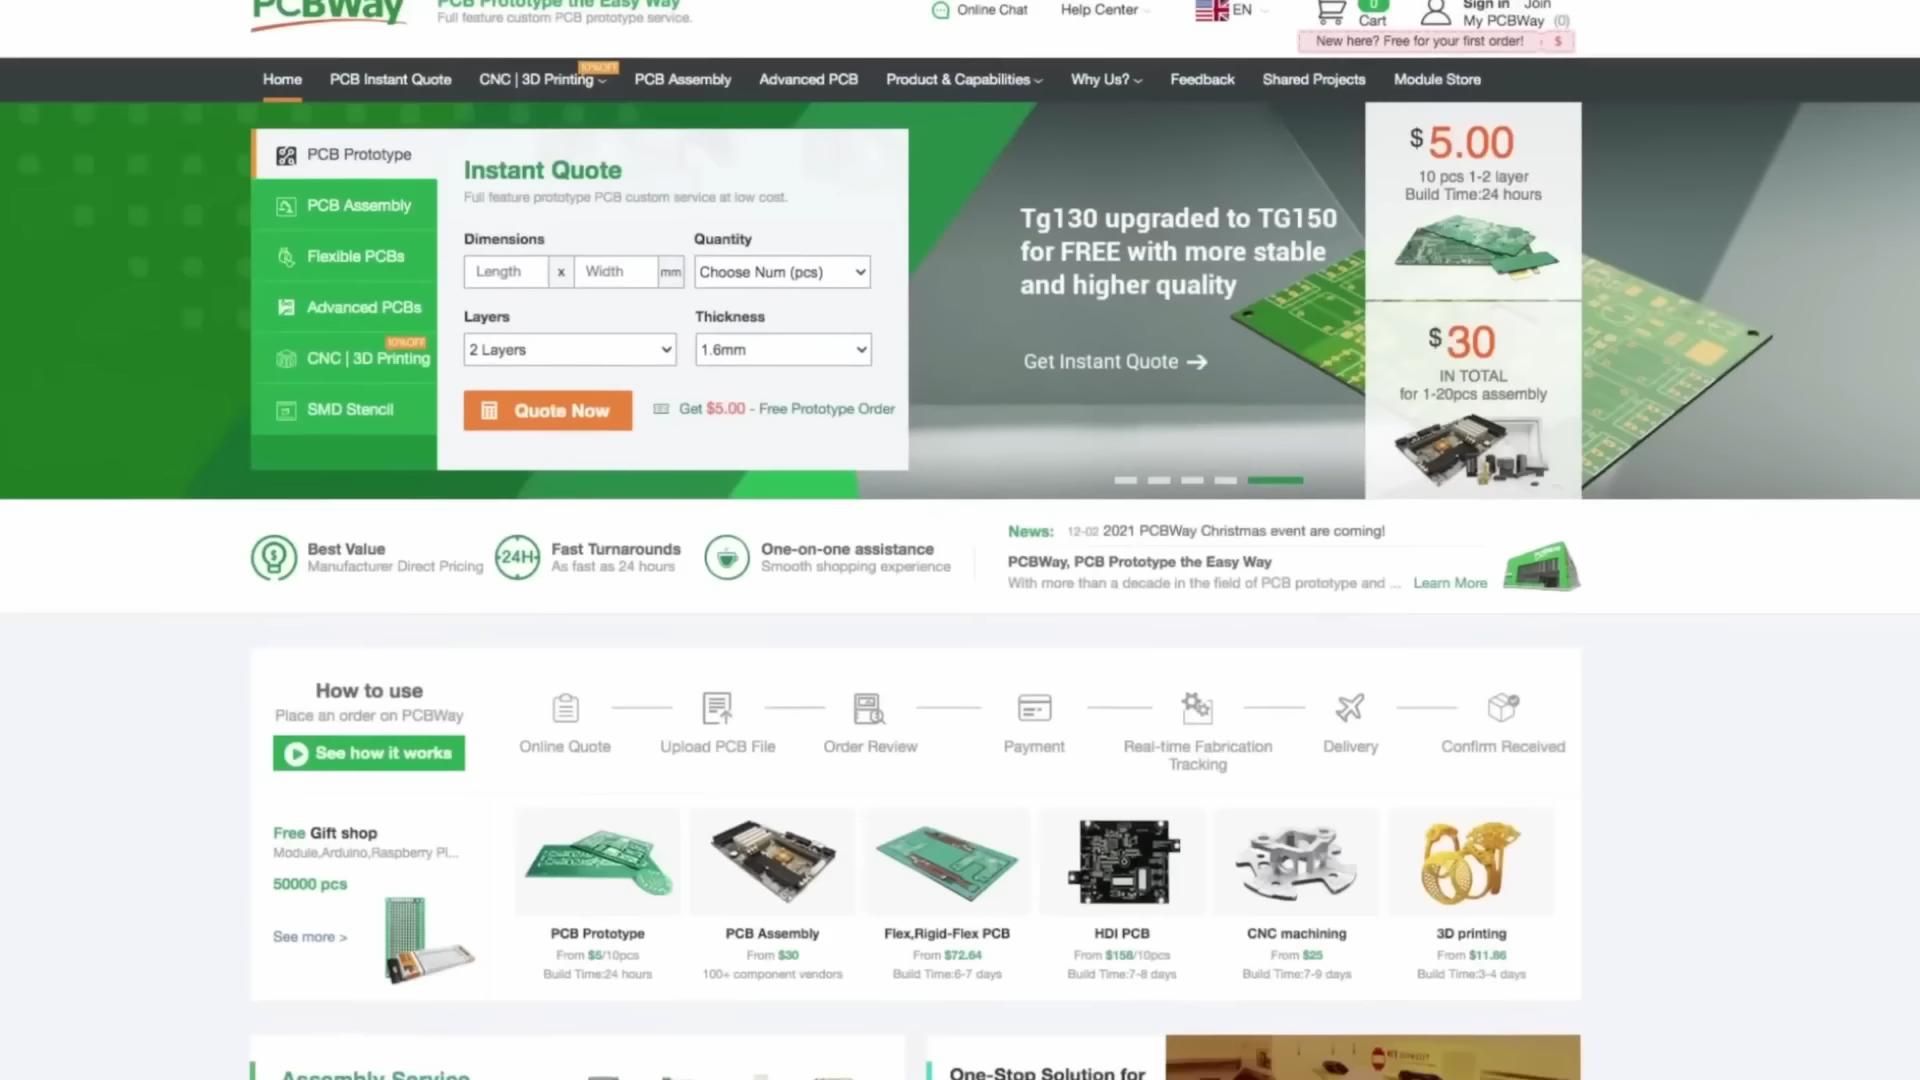 PCBWay
PCB Prototype the Easy Way
Full feature custom PCB prototype service.
Online Chat
Help Center
EN
0
Cart
Sign in Join
My PCBWay (0)
New here? Free for your first order! $
Home
PCB Instant Quote
CNC | 3D Printing
10%OFF
PCB Assembly
Advanced PCB
Product & Capabilities
Why Us?
Feedback
Shared Projects
Module Store
PCB Prototype
PCB Assembly
Flexible PCBs
Advanced PCBs
10%OFF
CNC | 3D Printing
SMD Stencil
Instant Quote
Full feature prototype PCB custom service at low cost.
Dimensions
Quantity
Length x Width mm
Choose Num (pcs)
Layers
Thickness
2 Layers
1.6mm
Quote Now
Get $5.00 - Free Prototype Order
Tg130 upgraded to TG150
for FREE with more stable
and higher quality
Get Instant Quote →
$5.00
10 pcs 1-2 layer
Build Time:24 hours
$30
IN TOTAL
for 1-20pcs assembly
Best Value
Manufacturer Direct Pricing
24H
Fast Turnarounds
As fast as 24 hours
One-on-one assistance
Smooth shopping experience
News: 12-02 2021 PCBWay Christmas event are coming!
PCBWay, PCB Prototype the Easy Way
With more than a decade in the field of PCB prototype and ... Learn More
How to use
Place an order on PCBWay
See how it works
Online Quote
Upload PCB File
Order Review
Payment
Real-time Fabrication
Tracking
Delivery
Confirm Received
Free Gift shop
Module,Arduino,Raspberry Pi...
50000 pcs
See more >
PCB Prototype
From $5/10pcs
Build Time:24 hours
PCB Assembly
From $30
100+ component vendors
Flex,Rigid-Flex PCB
From $72.64
Build Time:6-7 days
HDI PCB
From $158/10pcs
Build Time:7-8 days
CNC machining
From $25
Build Time:7-9 days
3D printing
From $11.86
Build Time:3-4 days
Assembly Service
One-Stop Solution for